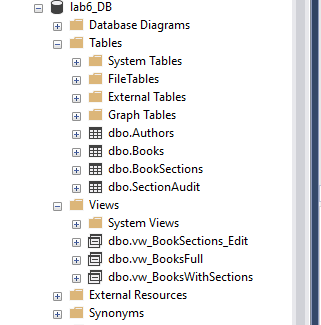 lab6_DB
Database Diagrams
Tables
System Tables
FileTables
External Tables
Graph Tables
dbo.Authors
dbo.Books
dbo.BookSections
dbo.SectionAudit
Views
System Views
dbo.vw_BookSections_Edit
dbo.vw_BooksFull
dbo.vw_BooksWithSections
External Resources
Synonyms